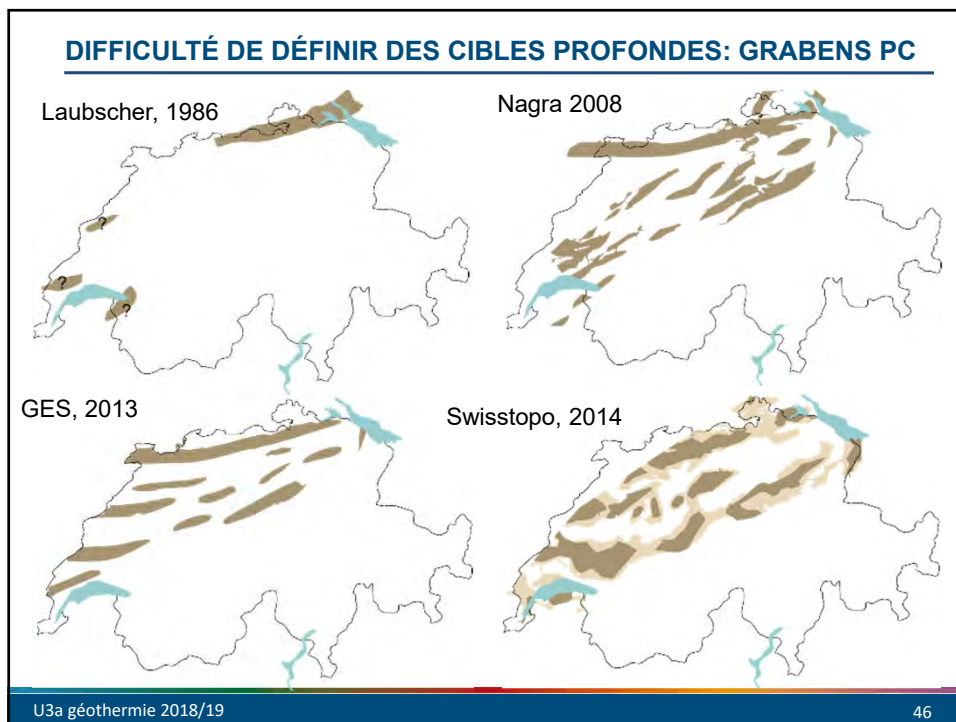 DIFFICULTÉ DE DÉFINIR DES CIBLES PROFONDES: GRABENS PC
Laubscher, 1986
Nagra 2008
?
?
?
GES, 2013
Swisstopo, 2014
U3a géothermie 2018/19
46